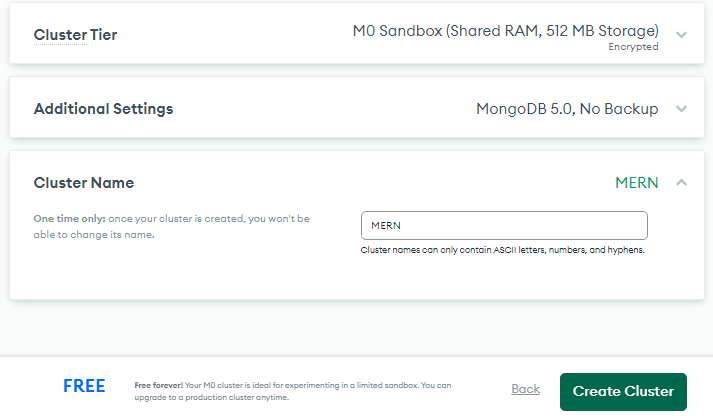 Cluster Tier
M0 Sandbox (Shared RAM, 512 MB Storage)
Encrypted
Additional Settings
MongoDB 5.0, No Backup
Cluster Name
MERN
One time only: once your cluster is created, you won't be
able to change its name.
MERN
Cluster names can only contain ASCII letters, numbers, and hyphens.
FREE
Free forever! Your M0 cluster is ideal for experimenting in a limited sandbox. You can
upgrade to a production cluster anytime.
Back
Create Cluster